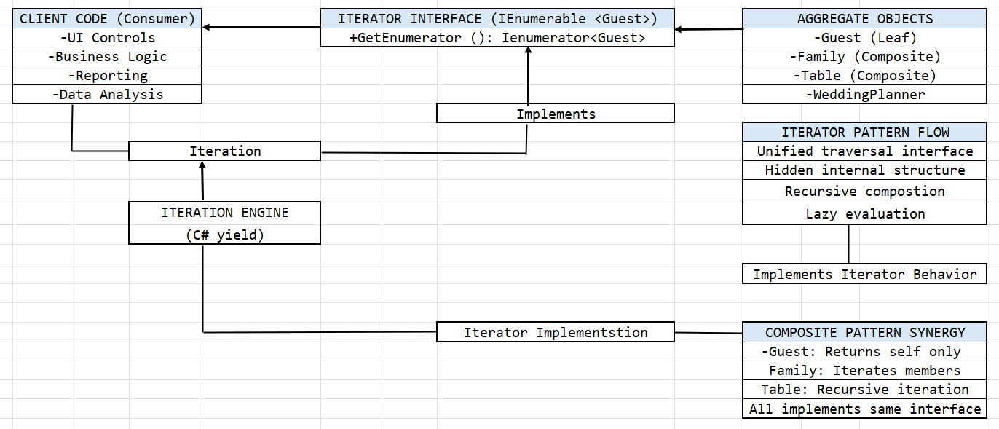 CLIENT CODE (Consumer)
-UI Controls
-Business Logic
-Reporting
-Data Analysis
ITERATOR INTERFACE (IEnumerable <Guest>)
+GetEnumerator (): Ienumerator<Guest>
AGGREGATE OBJECTS
-Guest (Leaf)
-Family (Composite)
-Table (Composite)
-WeddingPlanner
Implements
Iteration
ITERATION ENGINE
(C# yield)
ITERATOR PATTERN FLOW
Unified traversal interface
Hidden internal structure
Recursive compostion
Lazy evaluation
Implements Iterator Behavior
Iterator Implementstion
COMPOSITE PATTERN SYNERGY
-Guest: Returns self only
Family: Iterates members
Table: Recursive iteration
All implements same interface